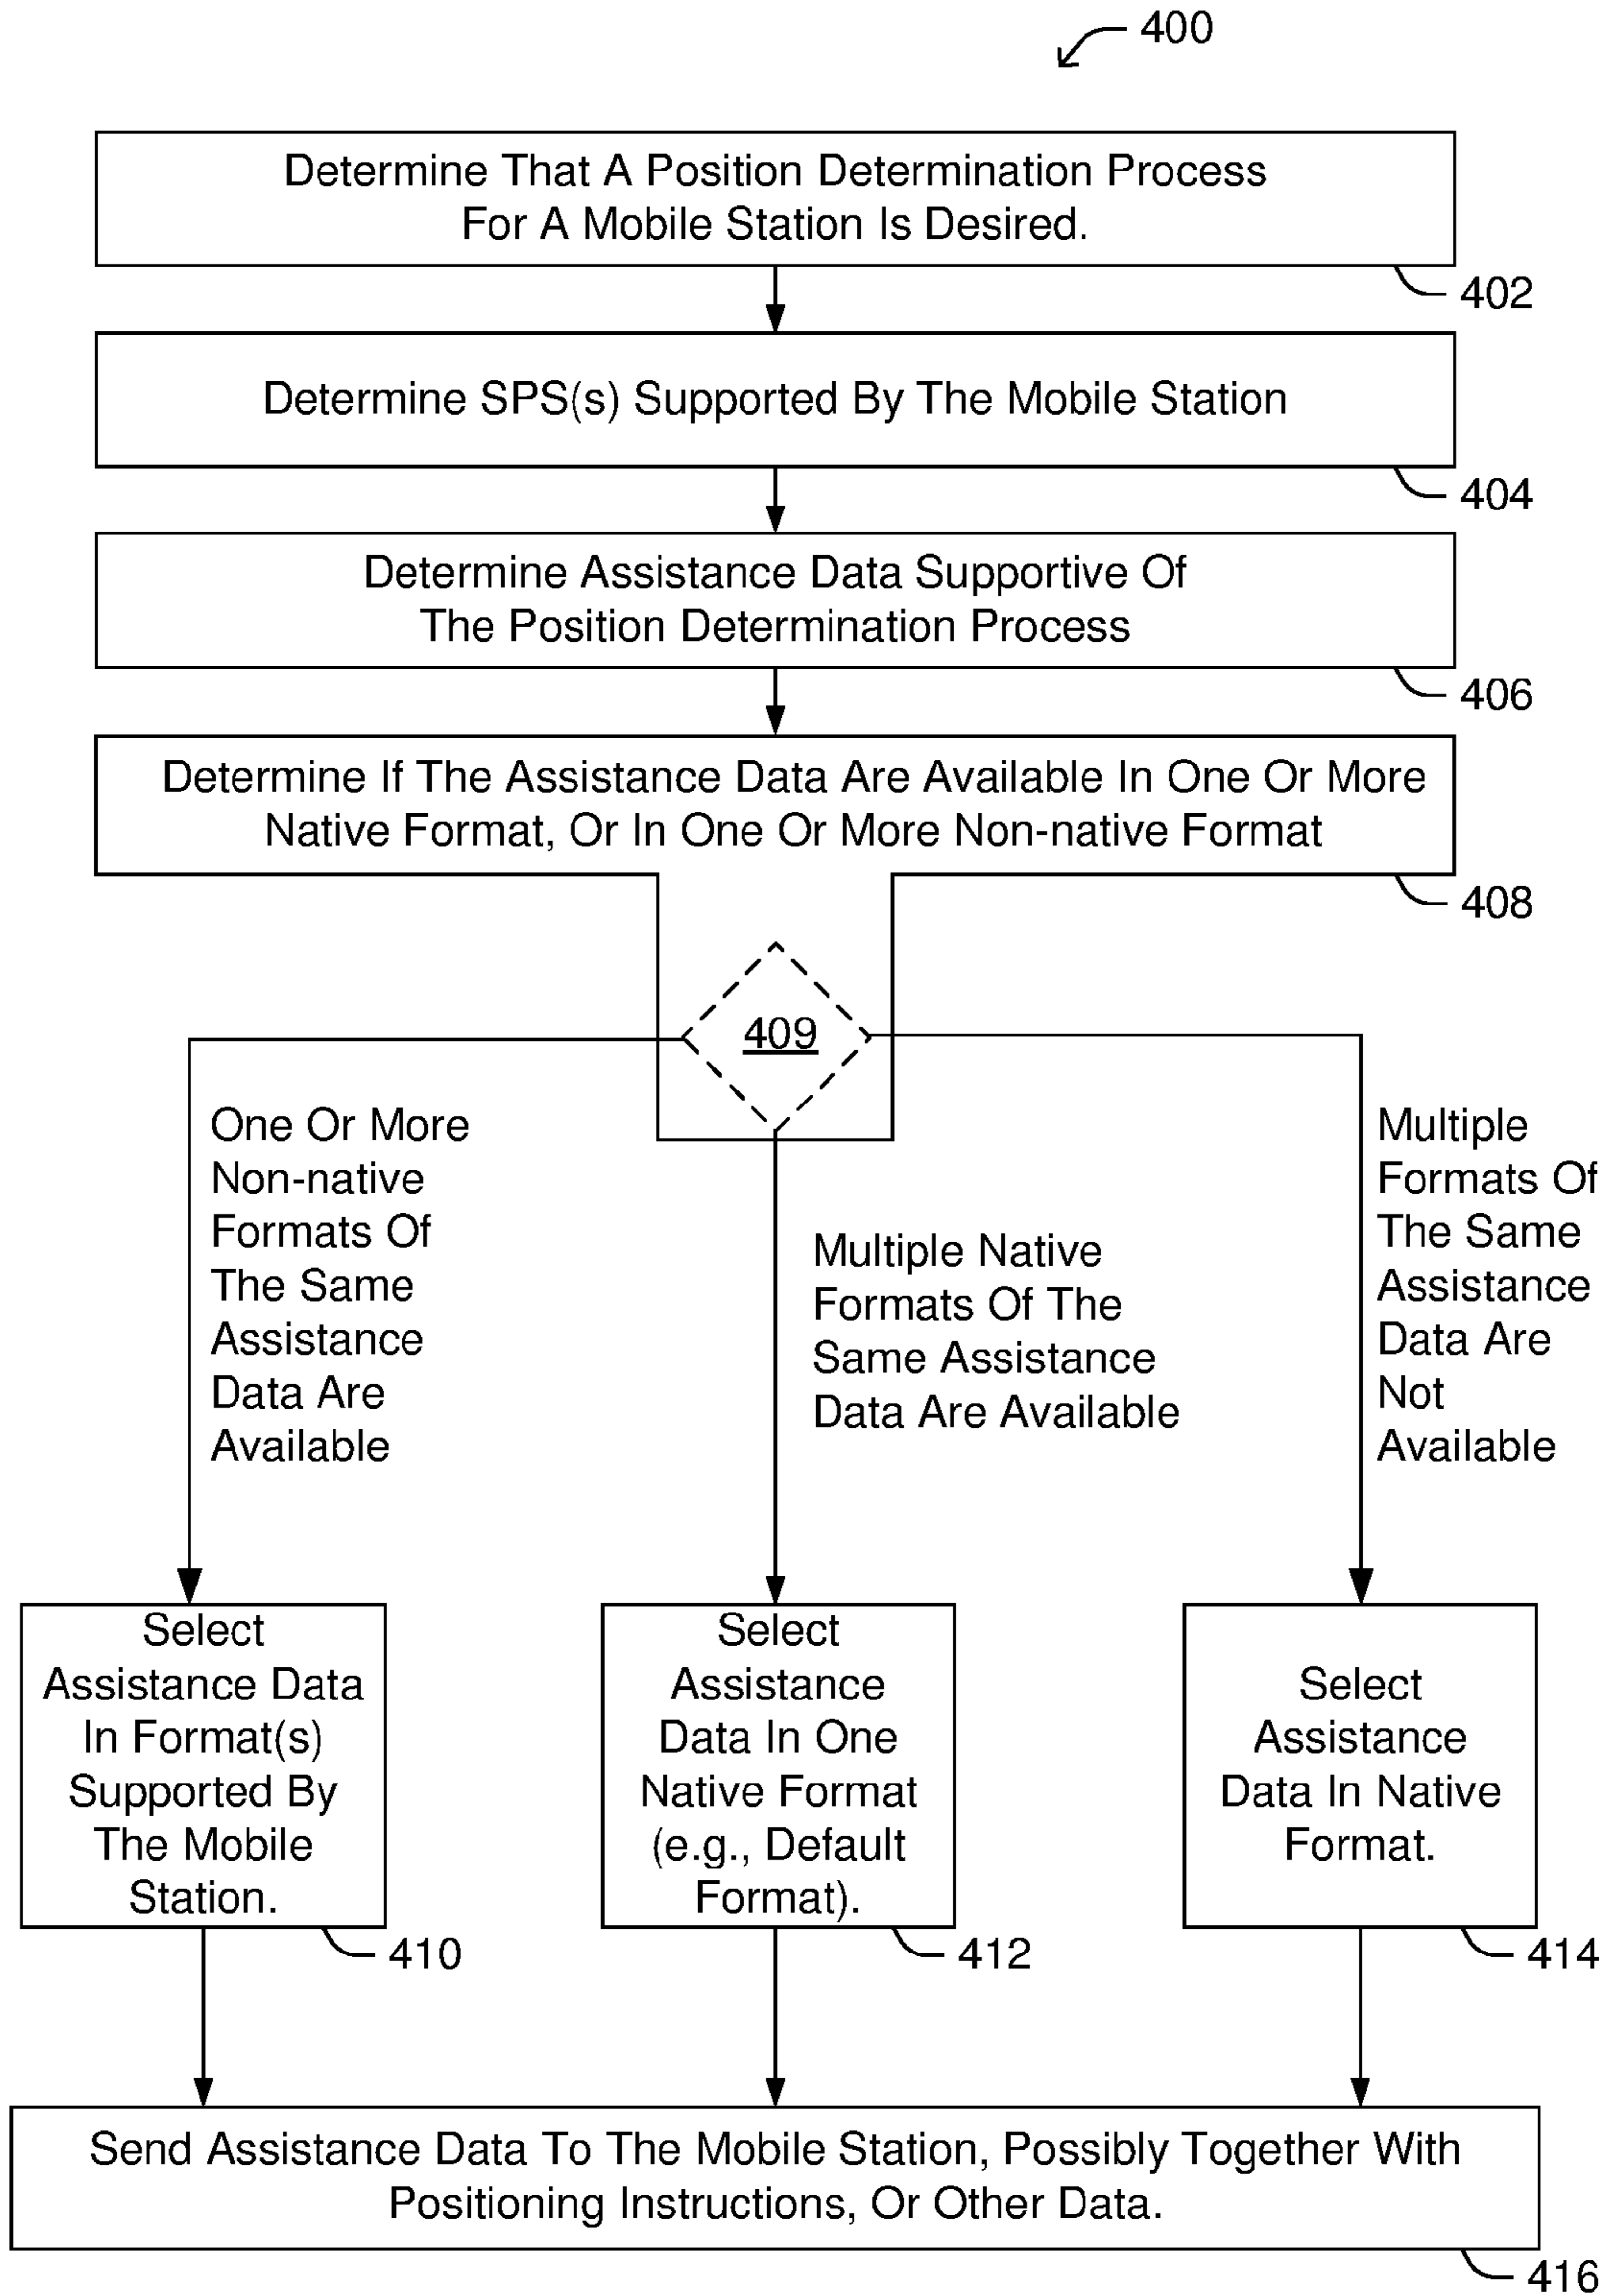 400
Determine That A Position Determination Process
For A Mobile Station Is Desired.
402
Determine SPS(s) Supported By The Mobile Station
404
Determine Assistance Data Supportive Of
The Position Determination Process
406
Determine If The Assistance Data Are Available In One Or More
Native Format, Or In One Or More Non-native Format
408
409
One Or More
Non-native
Formats Of
The Same
Assistance
Data Are
Available
Multiple Native
Formats Of The
Same Assistance
Data Are Available
Multiple
Formats Of
The Same
Assistance
Data Are
Not
Available
Select
Assistance Data
In Format(s)
Supported By
The Mobile
Station.
410
Select
Assistance
Data In One
Native Format
(e.g., Default
Format).
412
Select
Assistance
Data In Native
Format.
414
Send Assistance Data To The Mobile Station, Possibly Together With
Positioning Instructions, Or Other Data.
416